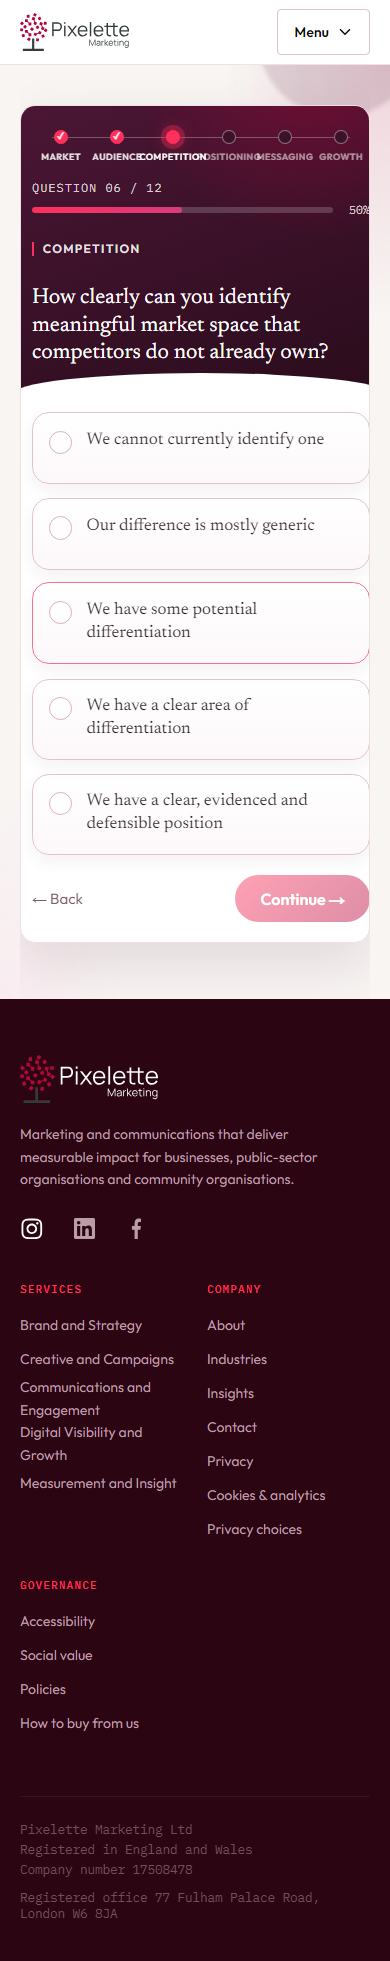 Pixelette
Marketing
Menu
MARKET AUDIENCE COMPETITION POSITIONING MESSAGING GROWTH
QUESTION 06 / 12
50%
COMPETITION
How clearly can you identify
meaningful market space that
competitors do not already own?
We cannot currently identify one
Our difference is mostly generic
We have some potential
differentiation
We have a clear area of
differentiation
We have a clear, evidenced and
defensible position
← Back
Continue →
Pixelette
Marketing
Marketing and communications that deliver
measurable impact for businesses, public-sector
organisations and community organisations.
SERVICES
Brand and Strategy
Creative and Campaigns
Communications and
Engagement
Digital Visibility and
Growth
Measurement and Insight
COMPANY
About
Industries
Insights
Contact
Privacy
Cookies & analytics
Privacy choices
GOVERNANCE
Accessibility
Social value
Policies
How to buy from us
Pixelette Marketing Ltd
Registered in England and Wales
Company number 17508478
Registered office 77 Fulham Palace Road,
London W6 8JA